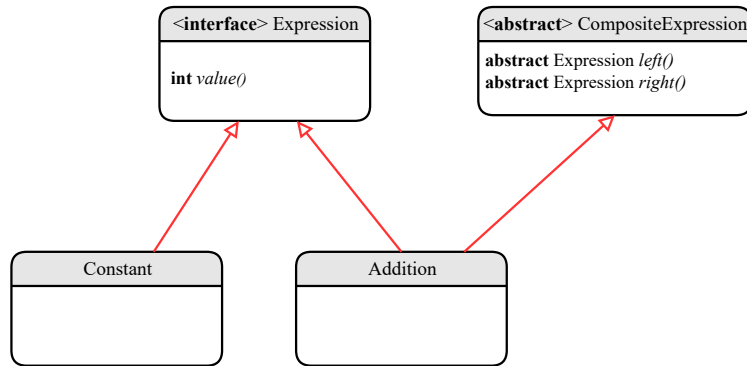 <interface> Expression
int value()
<abstract> CompositeExpression
abstract Expression left()
abstract Expression right()
Constant
Addition